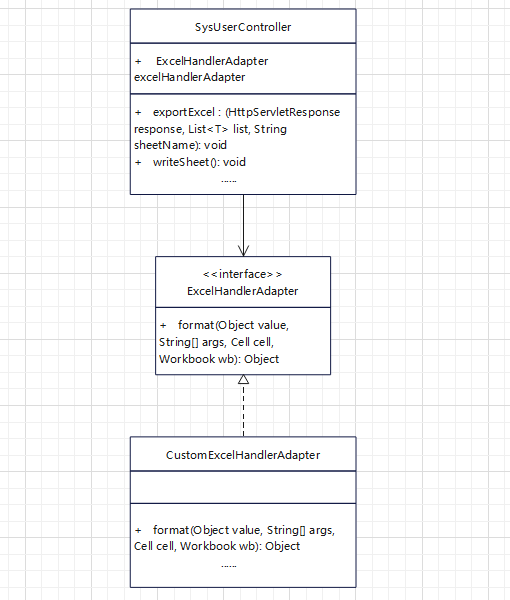 SysUserController
+ ExcelHandlerAdapter
excelHandlerAdapter
+ exportExcel : (HttpServletResponse
response, List<T> list, String
sheetName): void
+ writeSheet(): void
......
<<interface>>
ExcelHandlerAdapter
+ format(Object value,
String[] args, Cell cell,
Workbook wb): Object
CustomExcelHandlerAdapter
+ format(Object value, String[] args,
Cell cell, Workbook wb): Object
......